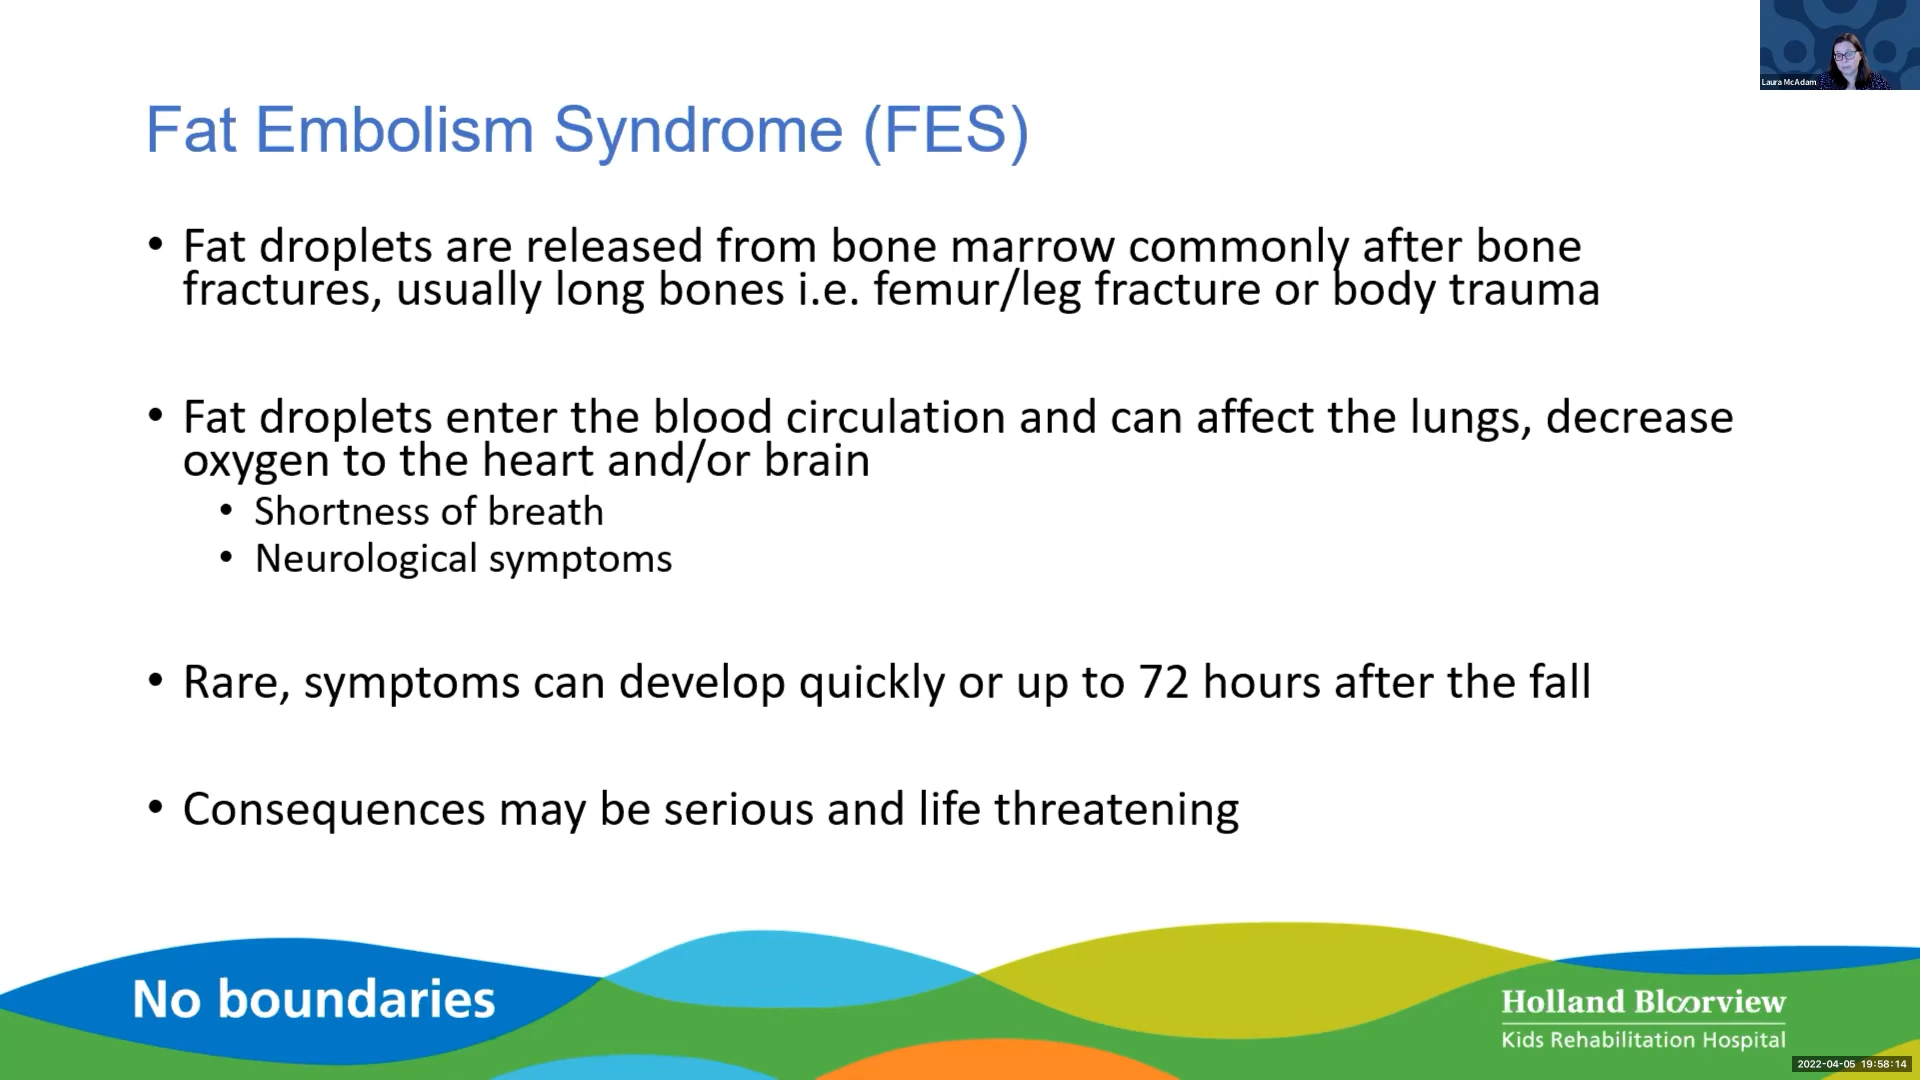 Laura McAdam
Fat Embolism Syndrome (FES)
• Fat droplets are released from bone marrow commonly after bone
fractures, usually long bones i.e. femur/leg fracture or body trauma
• Fat droplets enter the blood circulation and can affect the lungs, decrease
oxygen to the heart and/or brain
• Shortness of breath
• Neurological symptoms
• Rare, symptoms can develop quickly or up to 72 hours after the fall
• Consequences may be serious and life threatening
No boundaries
Holland Bloorview
Kids Rehabilitation Hospital
2022-04-05 19:58:14